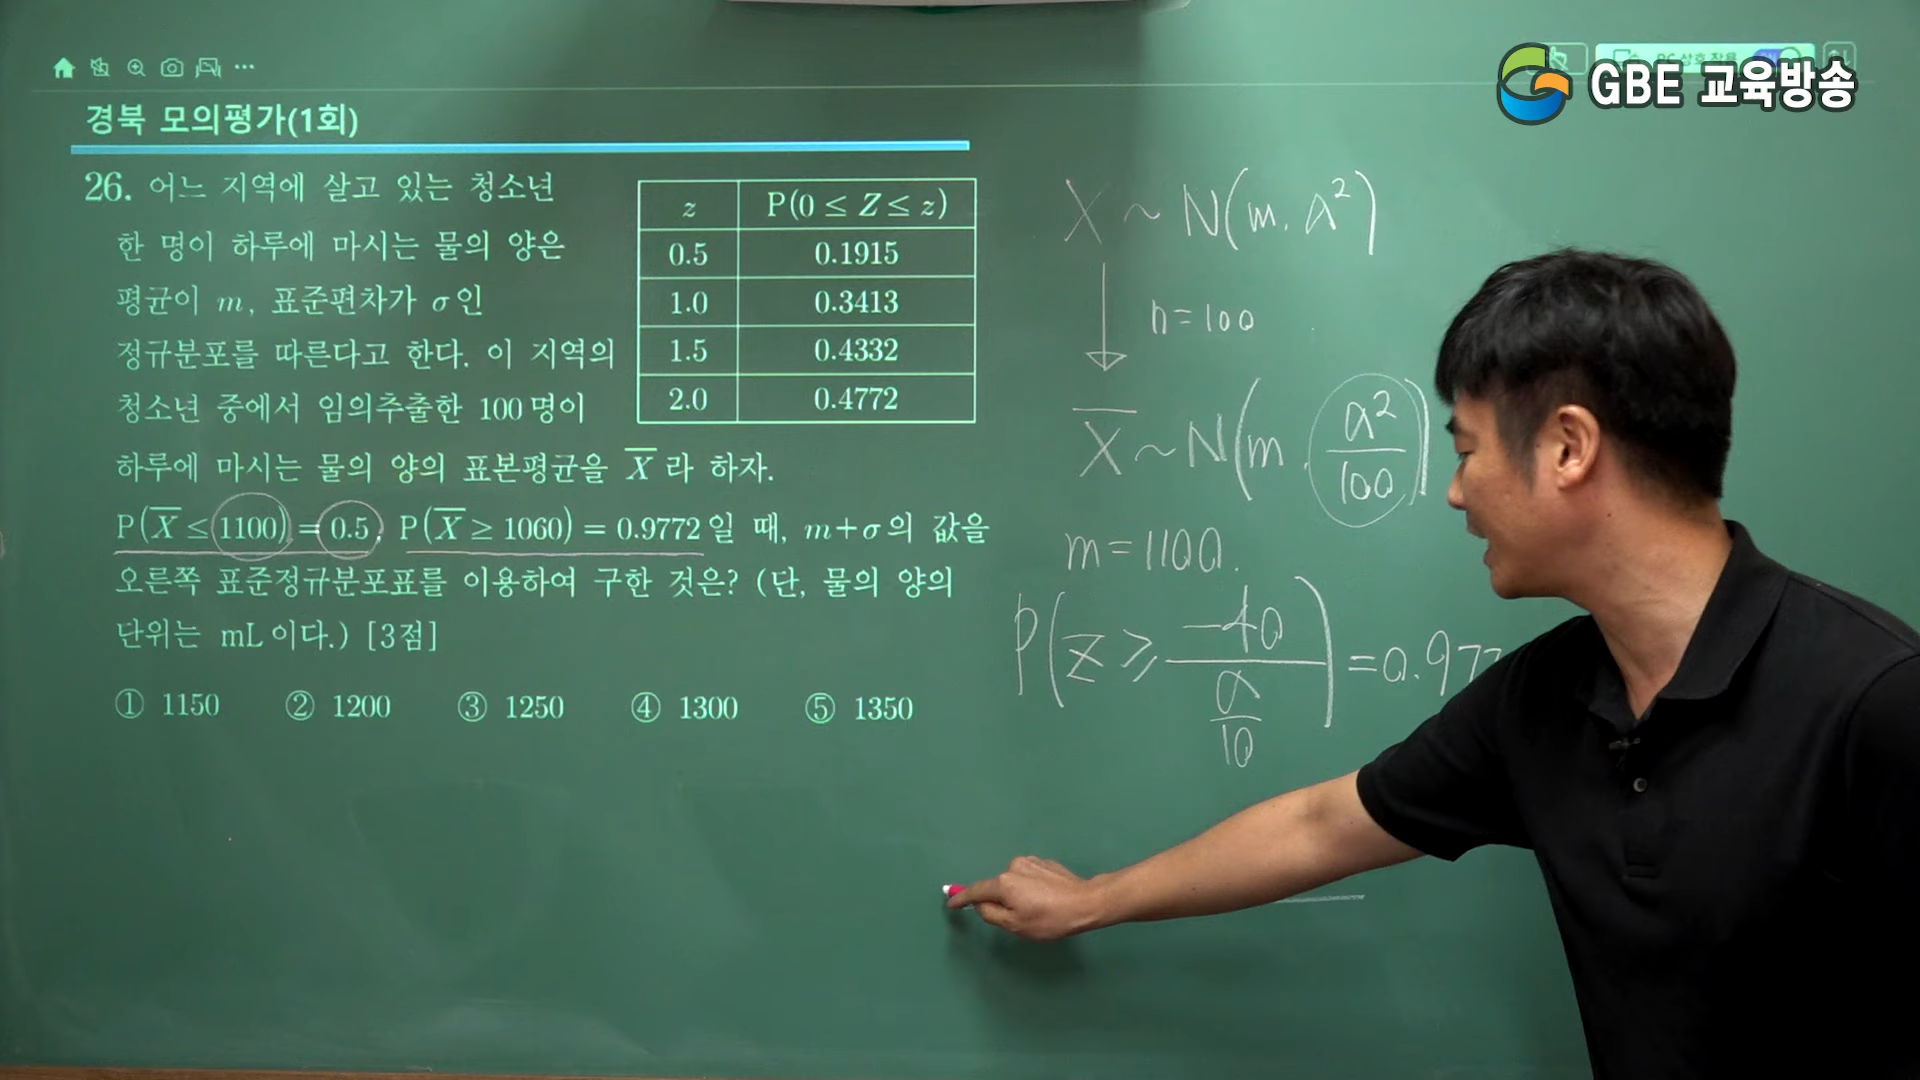 GBE 교육방송
경북 모의평가(1회)
26. 어느 지역에 살고 있는 청소년
한 명이 하루에 마시는 물의 양은
평균이 m, 표준편차가 σ인
정규분포를 따른다고 한다. 이 지역의
청소년 중에서 임의추출한 100명이
하루에 마시는 물의 양의 표본평균을 X̅라 하자.
P(X̅ ≤ 1100) = 0.5, P(X̅ ≥ 1060) = 0.9772일 때, m+σ의 값을
오른쪽 표준정규분포표를 이용하여 구한 것은? (단, 물의 양의
단위는 mL이다.) [3점]
① 1150 ② 1200 ③ 1250 ④ 1300 ⑤ 1350
z P(0 ≤ Z ≤ z)
0.5 0.1915
1.0 0.3413
1.5 0.4332
2.0 0.4772
X ~ N(m, σ²)
n=100
X̅ ~ N(m, σ²/100)
m=1100.
P(Z ≥ -40/(σ/10)) = 0.977